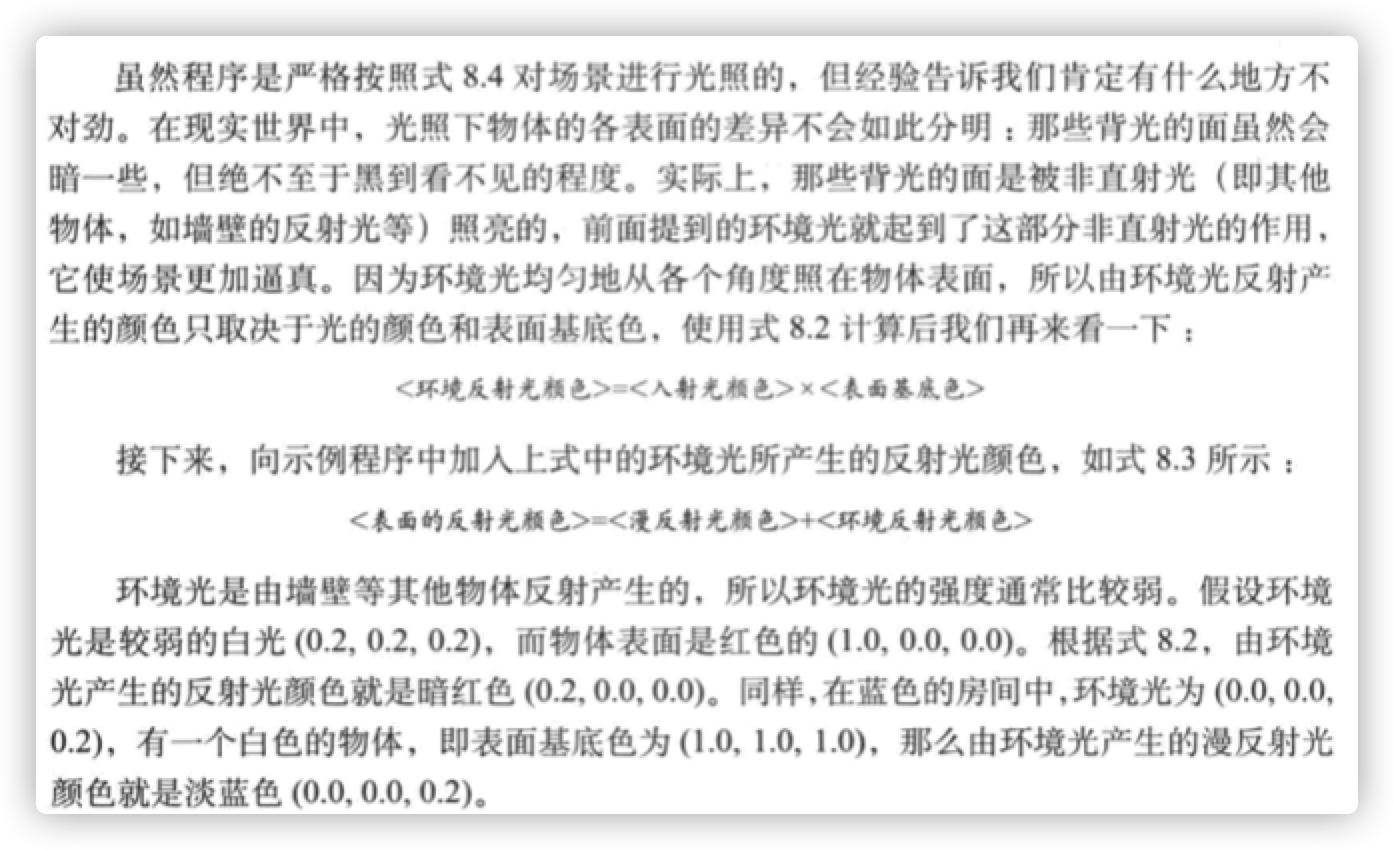 虽然程序是严格按照式 8.4 对场景进行光照的，但经验告诉我们肯定有什么地方不
对劲。在现实世界中，光照下物体的各表面的差异不会如此分明：那些背光的面虽然会
暗一些，但绝不至于黑到看不见的程度。实际上，那些背光的面是被非直射光（即其他
物体，如墙壁的反射光等）照亮的，前面提到的环境光就起到了这部分非直射光的作用，
它使场景更加逼真。因为环境光均匀地从各个角度照在物体表面，所以由环境光反射产
生的颜色只取决于光的颜色和表面基底色，使用式 8.2 计算后我们再来看一下：
<环境反射光颜色>=<入射光颜色>×<表面基底色>
接下来，向示例程序中加入上式中的环境光所产生的反射光颜色，如式 8.3 所示：
<表面的反射光颜色>=<漫反射光颜色>+<环境反射光颜色>
环境光是由墙壁等其他物体反射产生的，所以环境光的强度通常比较弱。假设环境
光是较弱的白光 (0.2, 0.2, 0.2)，而物体表面是红色的 (1.0, 0.0, 0.0)。根据式 8.2，由环境
光产生的反射光颜色就是暗红色 (0.2, 0.0, 0.0)。同样，在蓝色的房间中，环境光为 (0.0, 0.0,
0.2)，有一个白色的物体，即表面基底色为 (1.0, 1.0, 1.0)，那么由环境光产生的漫反射光
颜色就是淡蓝色 (0.0, 0.0, 0.2)。